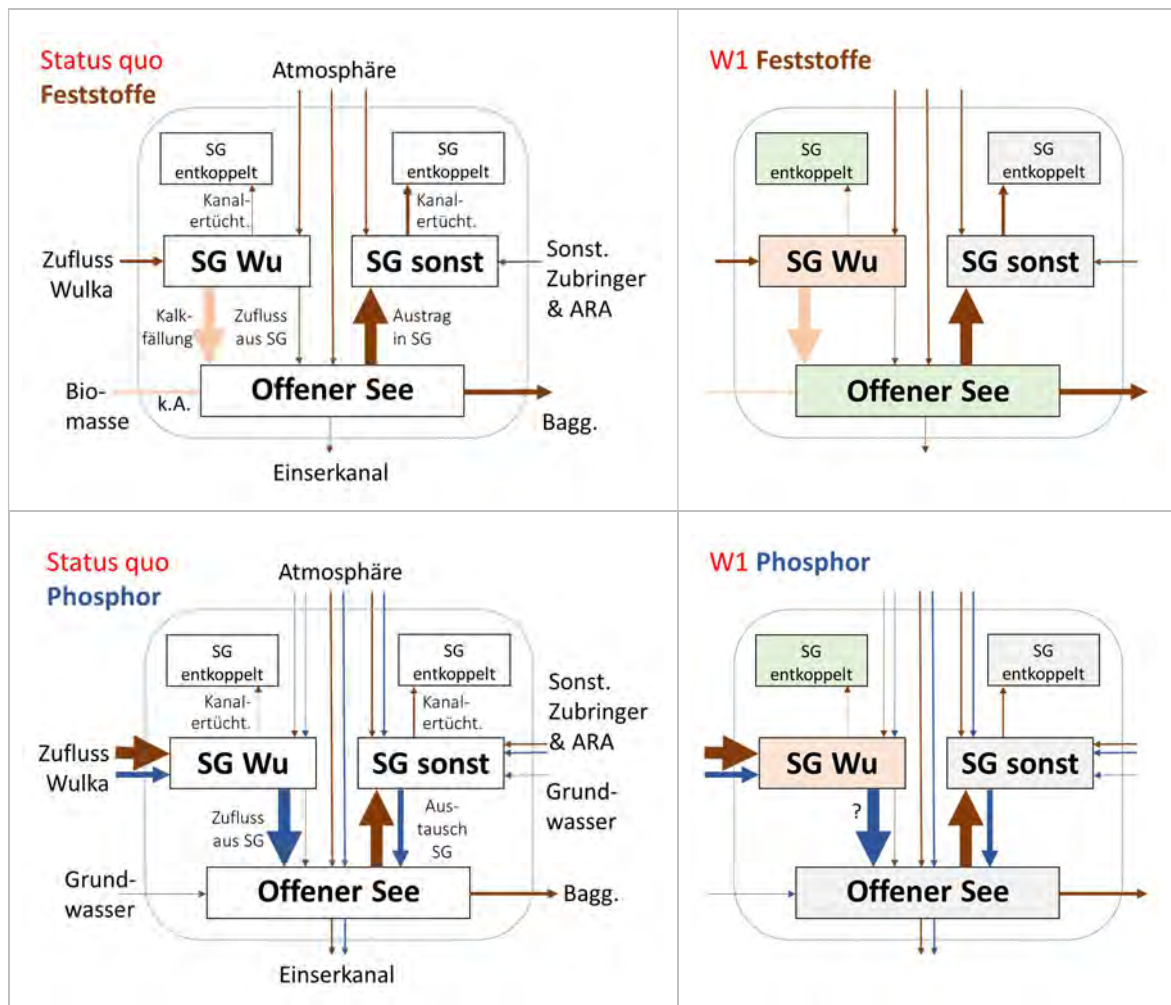 Status quo
Feststoffe
Atmosphäre
SG
entkoppelt
SG
entkoppelt
Kanal-
ertücht.
Kanal-
ertücht.
Zufluss
Wulka
SG Wu
SG sonst
Sonst.
Zubringer
& ARA
Kalk-
fällung
Zufluss
aus SG
Austrag
in SG
Bio-
masse
k.A.
Offener See
Bagg.
Einserkanal
W1 Feststoffe
SG
entkoppelt
SG
entkoppelt
SG Wu
SG sonst
Offener See
Status quo
Phosphor
Atmosphäre
SG
entkoppelt
SG
entkoppelt
Kanal-
ertücht.
Kanal-
ertücht.
Sonst.
Zubringer
& ARA
Zufluss
Wulka
SG Wu
SG sonst
Grund-
wasser
Zufluss
aus SG
Aus-
tausch
SG
Grund-
wasser
Offener See
Bagg.
Einserkanal
W1 Phosphor
SG
entkoppelt
SG
entkoppelt
SG Wu
SG sonst
?
Offener See